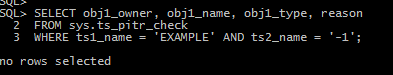 SQL>
SQL> SELECT obj1_owner, obj1_name, obj1_type, reason
  2  FROM sys.ts_pitr_check
  3  WHERE ts1_name = 'EXAMPLE' AND ts2_name = '-1';
no rows selected